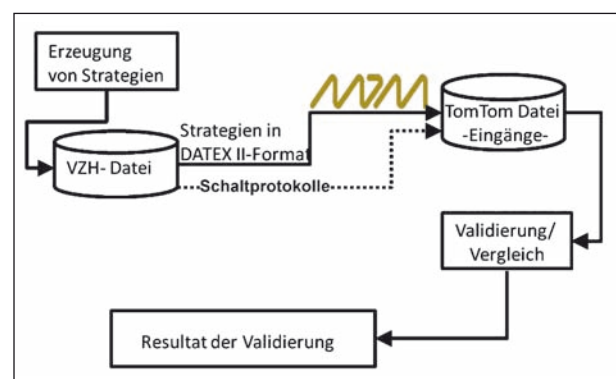 Erzeugung
von Strategien
MDM
TomTom Datei
-Eingänge-
Strategien in
DATEX II-Format
VZH- Datei
Schaltprotokolle
Validierung/
Vergleich
Resultat der Validierung